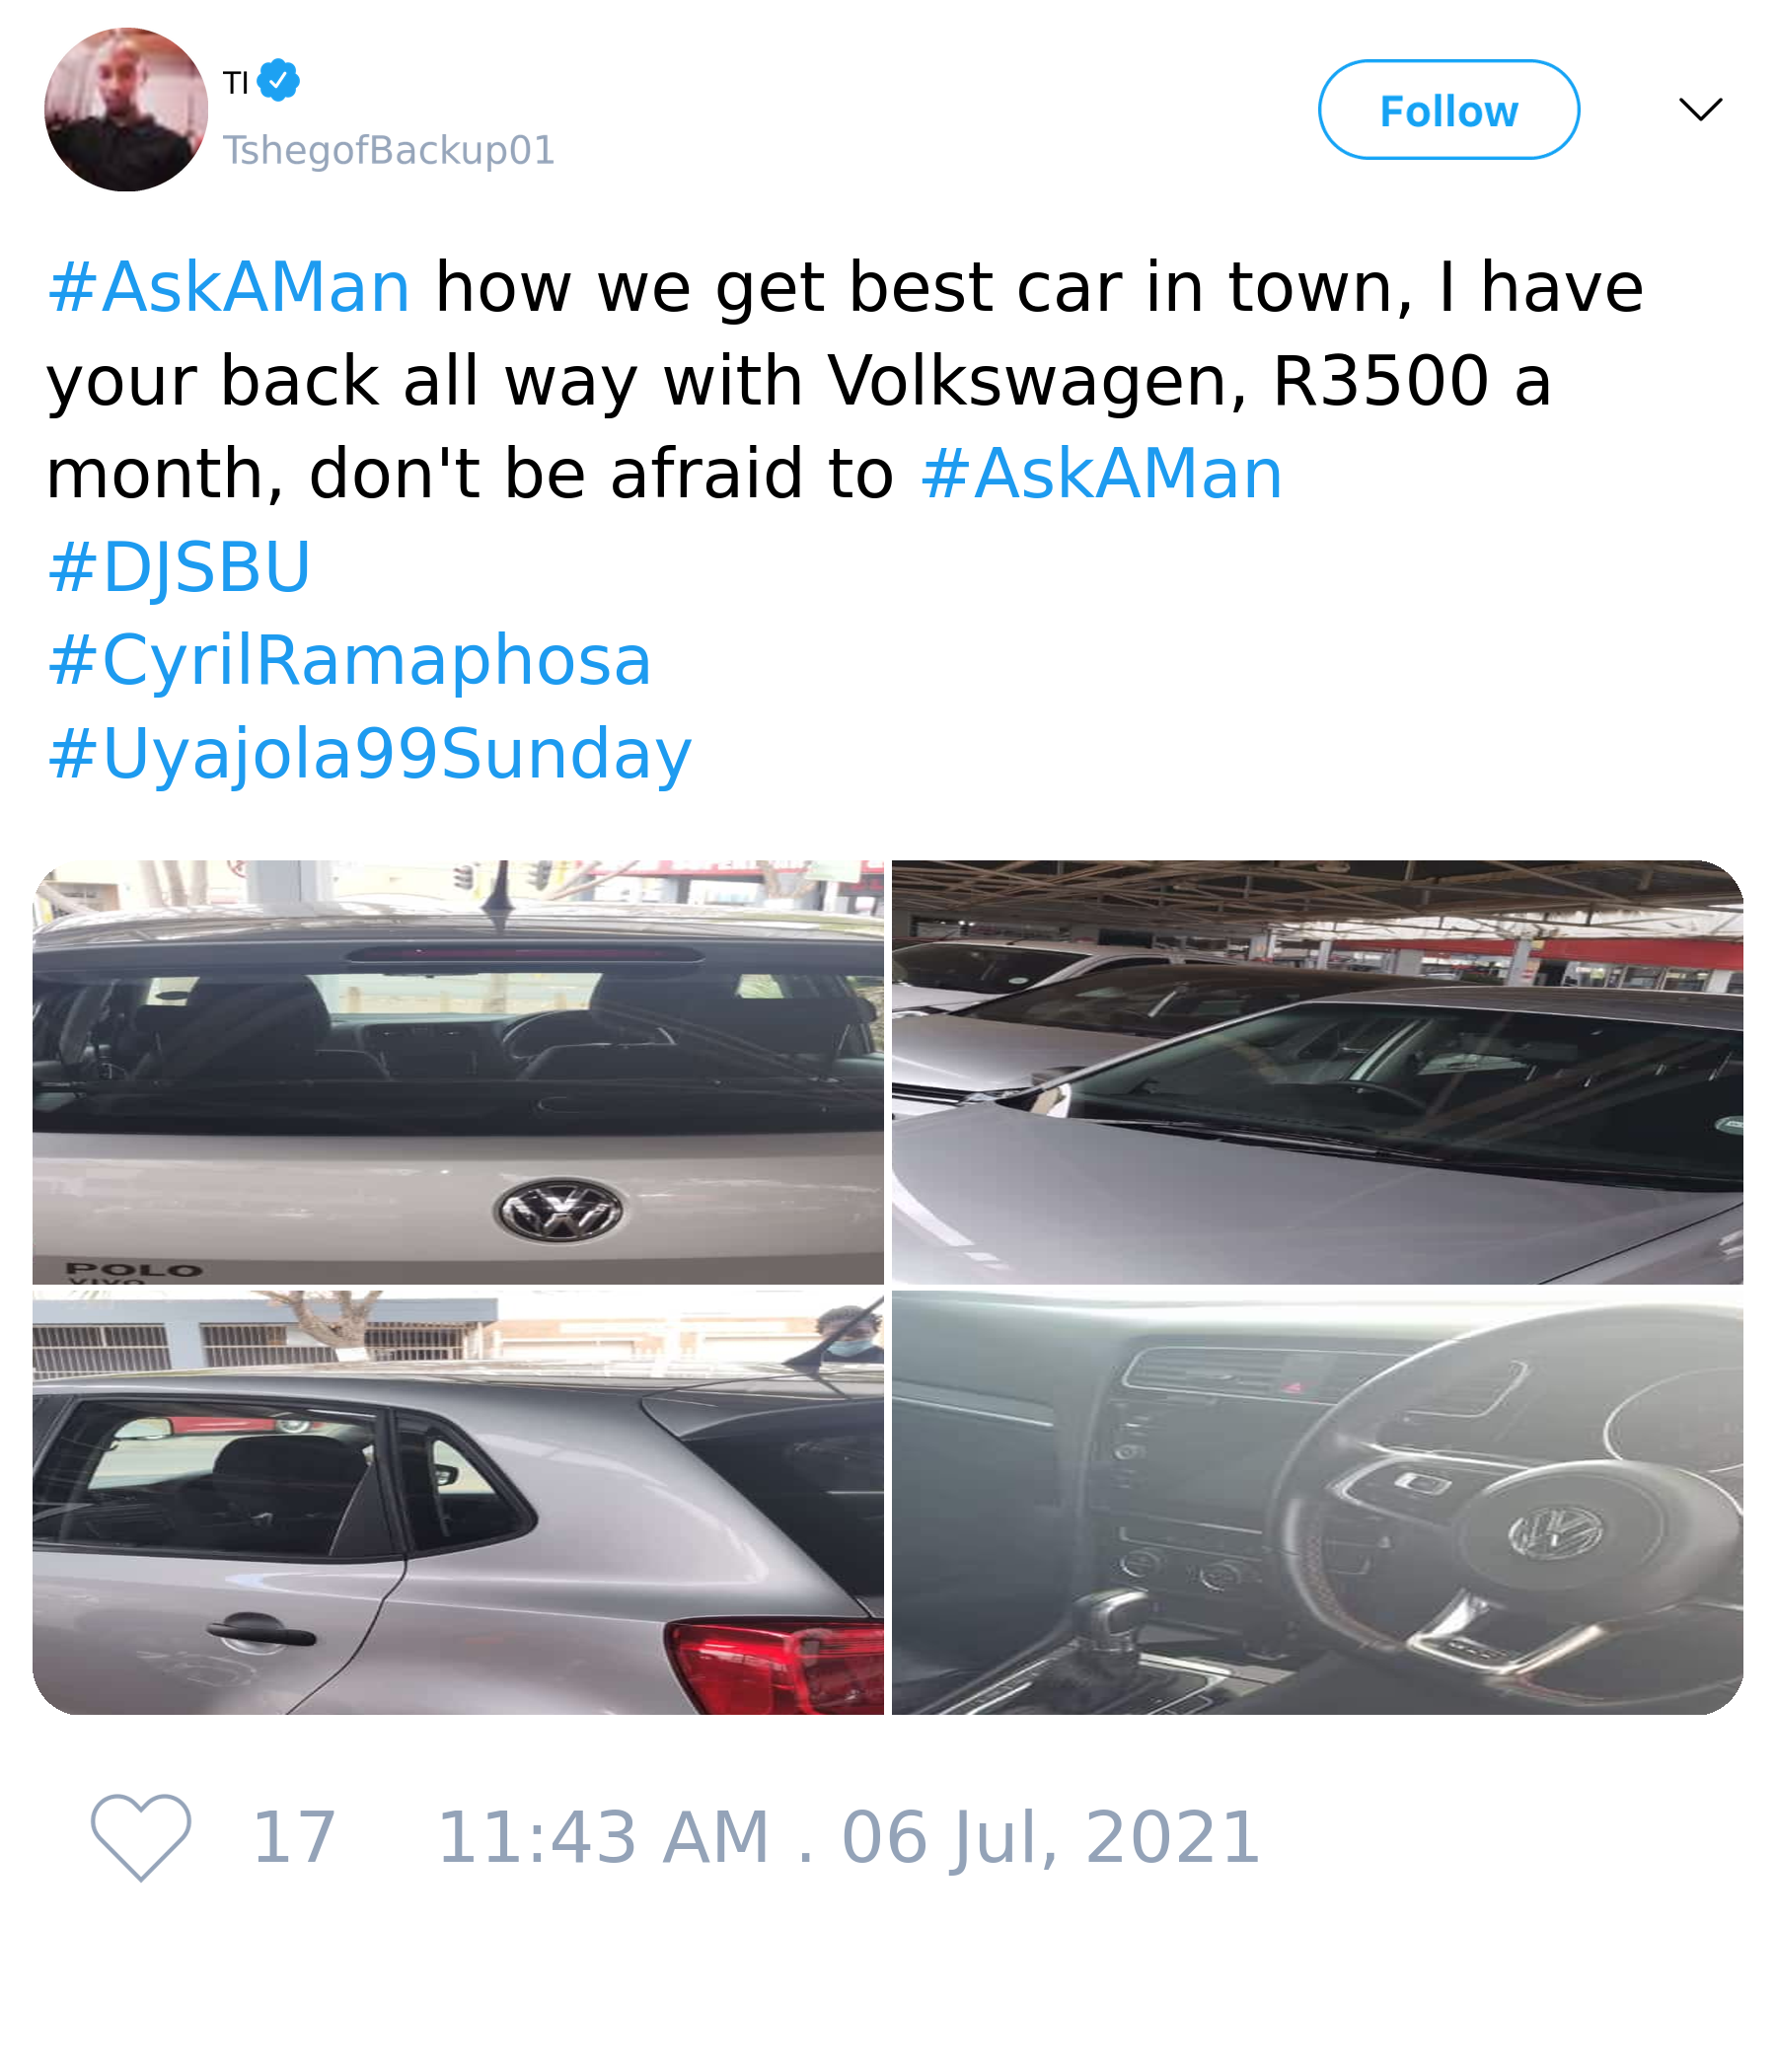 TI
TshegofBackup01
Follow
#AskAMan how we get best car in town, I have
your back all way with Volkswagen, R3500 a
month, don't be afraid to #AskAMan
#DJSBU
#CyrilRamaphosa
#Uyajola99Sunday
POLO
VIVO
17 11:43 AM . 06 Jul, 2021